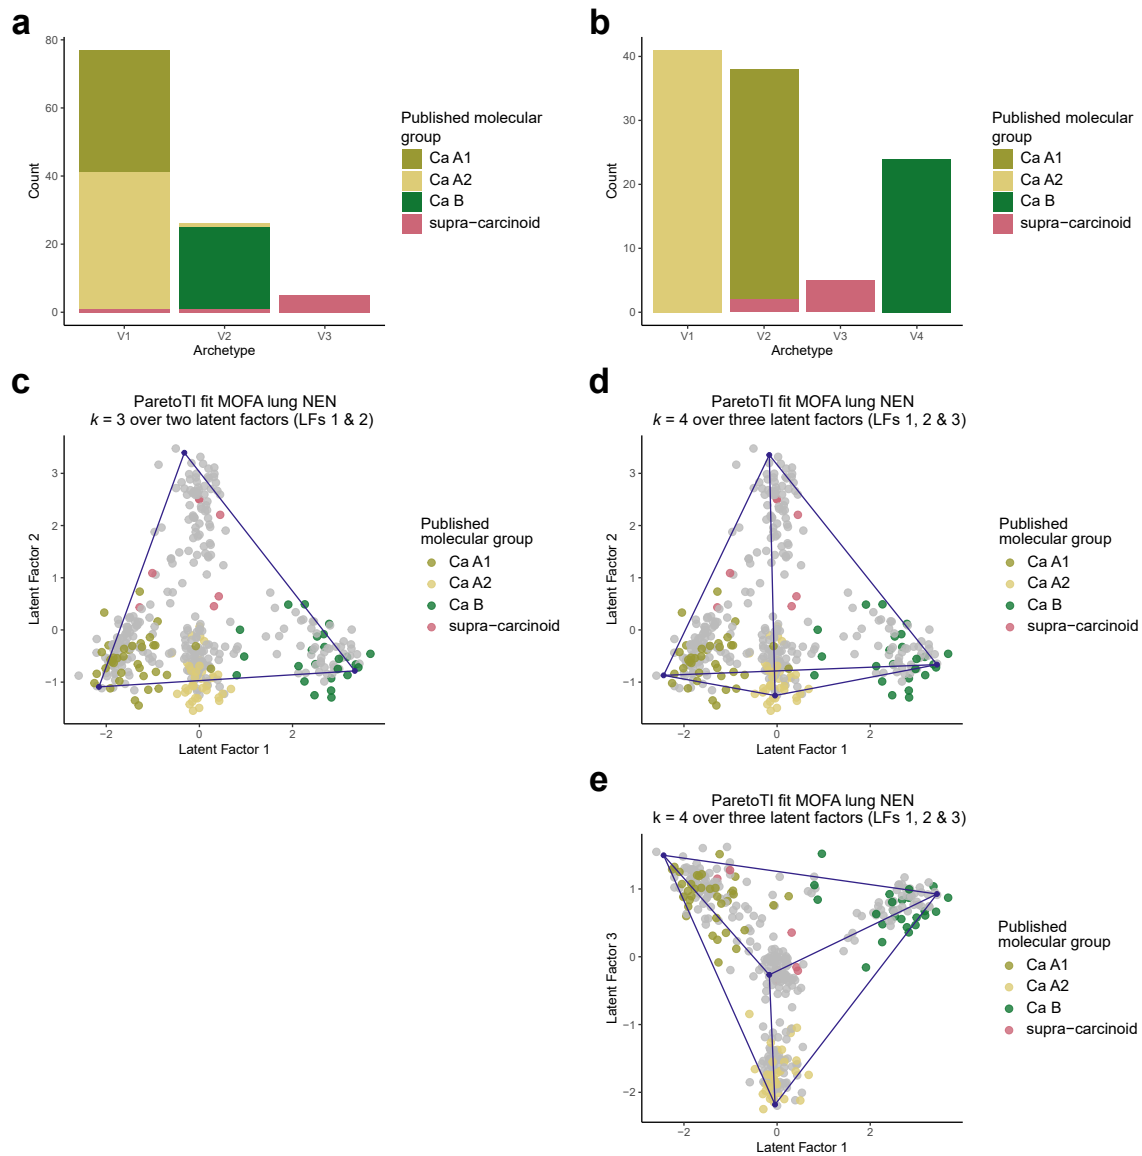 a
80
60
40
20
0
Count
V1
V2
V3
Archetype
Published molecular
group
Ca A1
Ca A2
Ca B
supra−carcinoid
b
40
30
20
10
0
Count
V1
V2
V3
V4
Archetype
Published molecular
group
Ca A1
Ca A2
Ca B
supra−carcinoid
c
ParetoTI fit MOFA lung NEN
k = 3 over two latent factors (LFs 1 & 2)
3
2
1
0
−1
Latent Factor 2
−2
0
2
Latent Factor 1
Published
molecular group
Ca A1
Ca A2
Ca B
supra−carcinoid
d
ParetoTI fit MOFA lung NEN
k = 4 over three latent factors (LFs 1, 2 & 3)
3
2
1
0
−1
Latent Factor 2
−2
0
2
Latent Factor 1
Published
molecular group
Ca A1
Ca A2
Ca B
supra−carcinoid
e
ParetoTI fit MOFA lung NEN
k = 4 over three latent factors (LFs 1, 2 & 3)
1
0
−1
−2
Latent Factor 3
−2
0
2
Latent Factor 1
Published
molecular group
Ca A1
Ca A2
Ca B
supra−carcinoid